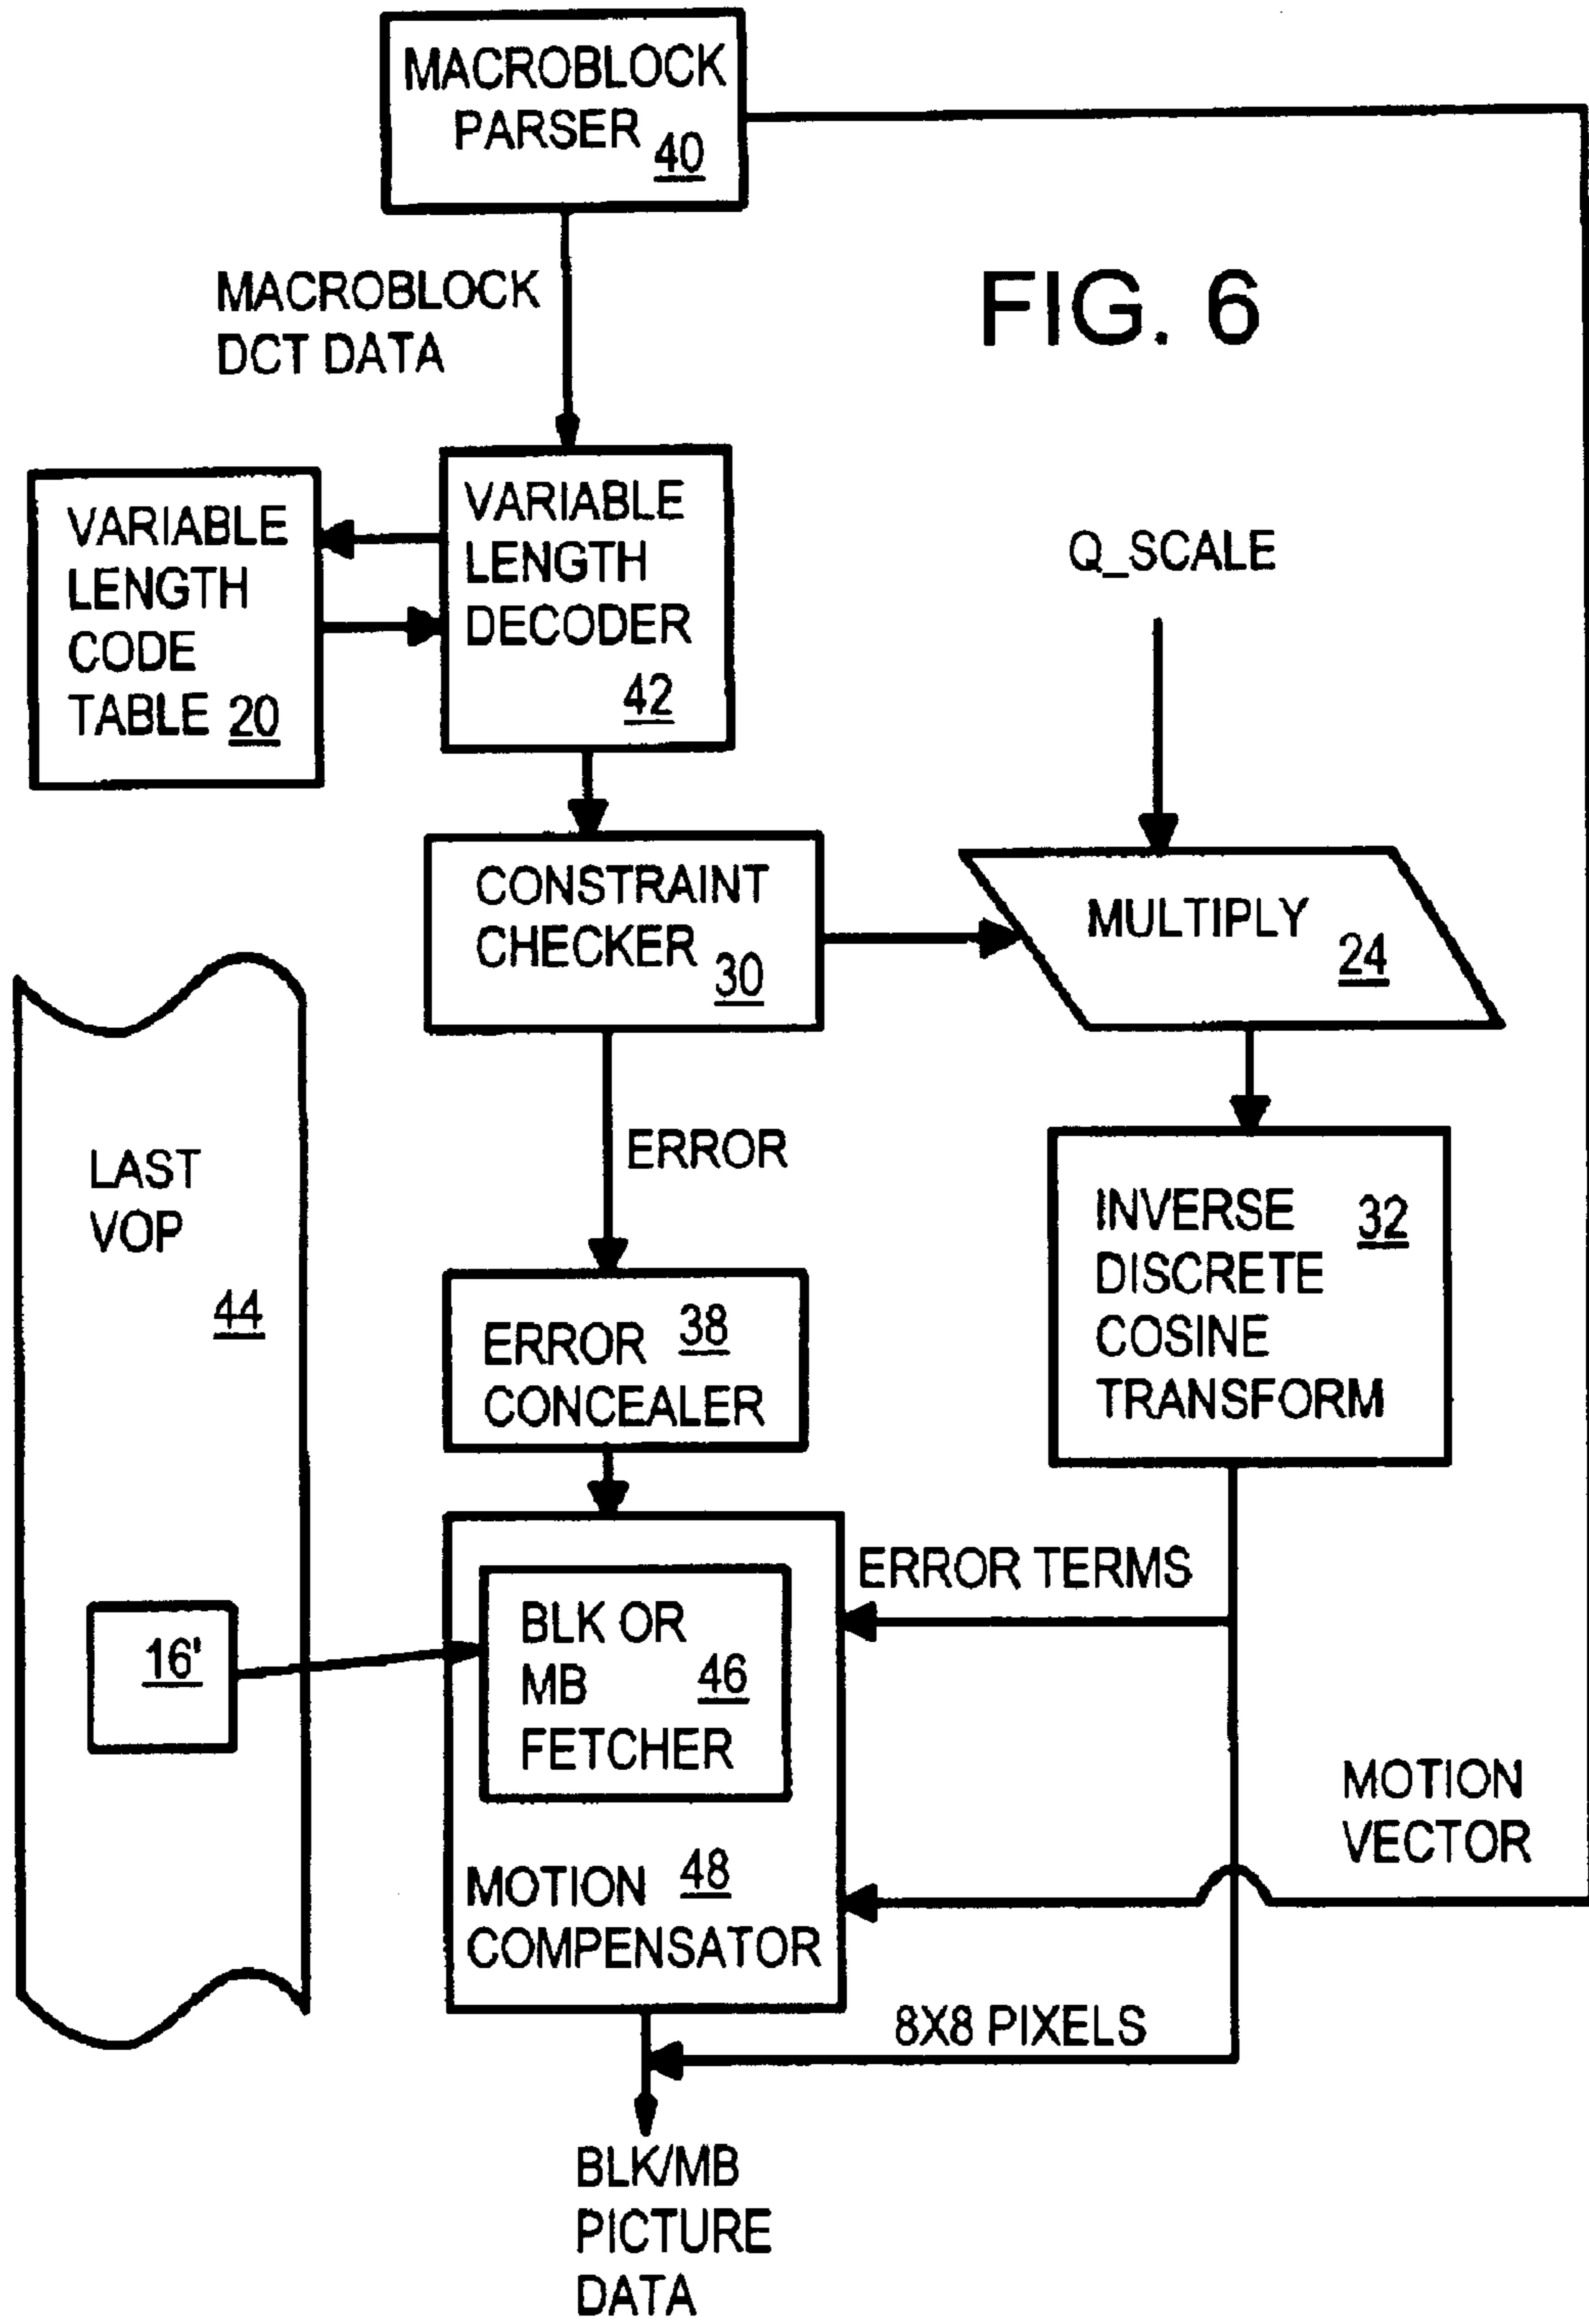 MACROBLOCK
PARSER 40
MACROBLOCK
DCT DATA
FIG. 6
VARIABLE
LENGTH
CODE
TABLE 20
VARIABLE
LENGTH
DECODER
42
Q_SCALE
CONSTRAINT
CHECKER 30
MULTIPLY 24
LAST
VOP
44
ERROR
ERROR 38
CONCEALER
INVERSE 32
DISCRETE
COSINE
TRANSFORM
ERROR TERMS
16'
BLK OR
MB 46
FETCHER
MOTION 48
COMPENSATOR
MOTION
VECTOR
8X8 PIXELS
BLK/MB
PICTURE
DATA